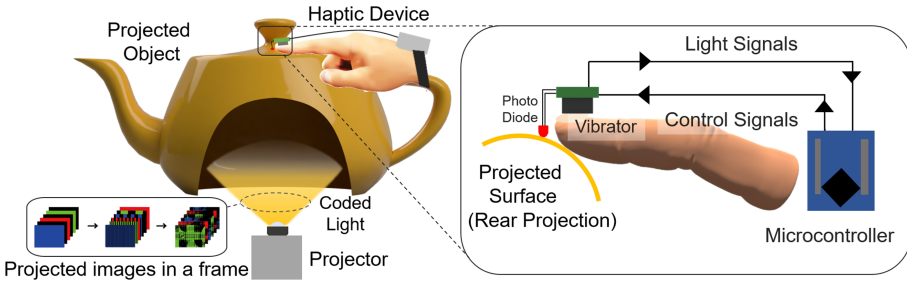 Projected
Object
Haptic Device
Coded
Light
Projector
Projected images in a frame
Light Signals
Photo
Diode
Vibrator
Control Signals
Projected
Surface
(Rear Projection)
Microcontroller